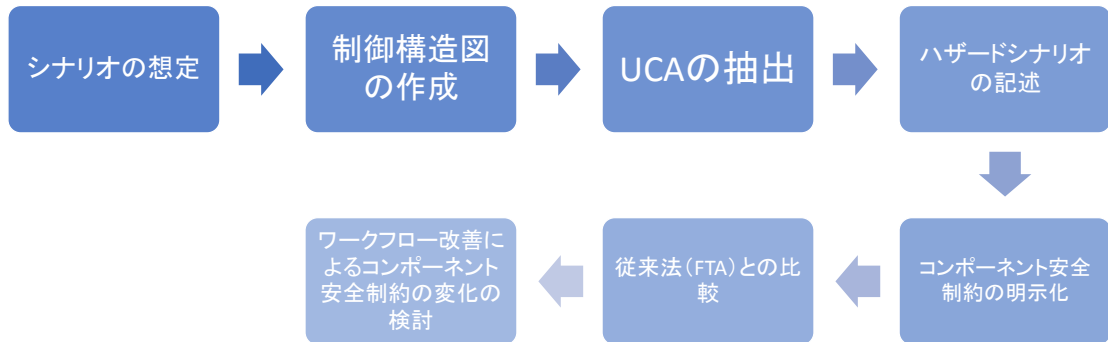 シナリオの想定
制御構造図
の作成
UCAの抽出
ハザードシナリオ
の記述
コンポーネント安全
制約の明示化
従来法(FTA)との比
較
ワークフロー改善に
よるコンポーネント
安全制約の変化の
検討